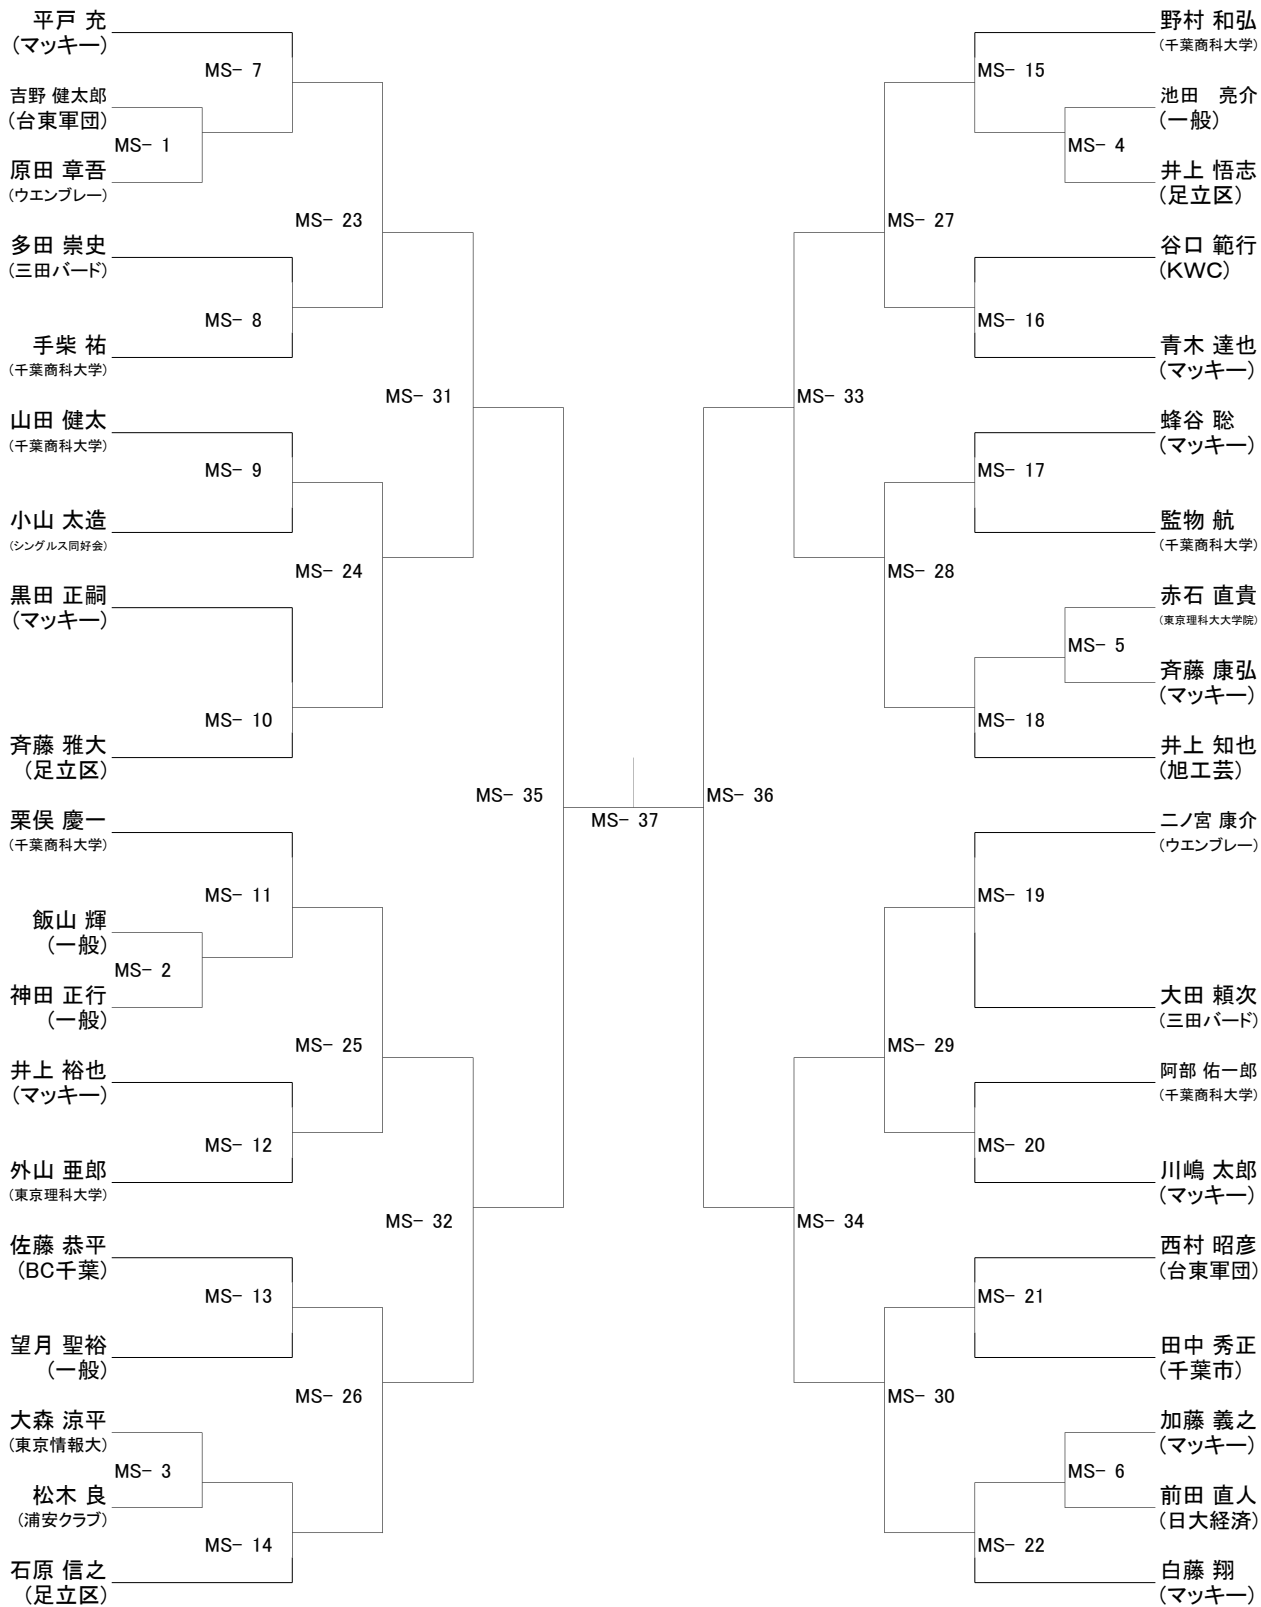 平戸 充
(マッキー)
MS- 7
吉野 健太郎
(台東軍団)
MS- 1
原田 章吾
(ウエンブレー)
MS- 23
多田 崇史
(三田バード)
MS- 8
手柴 祐
(千葉商科大学)
MS- 31
山田 健太
(千葉商科大学)
MS- 9
小山 太造
(シングルス同好会)
MS- 24
黒田 正嗣
(マッキー)
MS- 10
斉藤 雅大
(足立区)
MS- 35
栗俣 慶一
(千葉商科大学)
MS- 11
飯山 輝
(一般)
MS- 2
神田 正行
(一般)
MS- 25
井上 裕也
(マッキー)
MS- 12
外山 亜郎
(東京理科大学)
MS- 32
佐藤 恭平
(BC千葉)
MS- 13
望月 聖裕
(一般)
MS- 26
大森 涼平
(東京情報大)
MS- 3
松木 良
(浦安クラブ)
MS- 14
石原 信之
(足立区)
MS- 37
野村 和弘
(千葉商科大学)
MS- 15
池田　亮介
(一般)
MS- 4
井上 悟志
(足立区)
MS- 27
谷口 範行
(KWC)
MS- 16
青木 達也
(マッキー)
MS- 33
蜂谷 聡
(マッキー)
MS- 17
監物 航
(千葉商科大学)
MS- 28
赤石 直貴
(東京理科大大学院)
MS- 5
斉藤 康弘
(マッキー)
MS- 18
井上 知也
(旭工芸)
MS- 36
二ノ宮 康介
(ウエンブレー)
MS- 19
大田 頼次
(三田バード)
MS- 29
阿部 佑一郎
(千葉商科大学)
MS- 20
川嶋 太郎
(マッキー)
MS- 34
西村 昭彦
(台東軍団)
MS- 21
田中 秀正
(千葉市)
MS- 30
加藤 義之
(マッキー)
MS- 6
前田 直人
(日大経済)
MS- 22
白藤 翔
(マッキー)